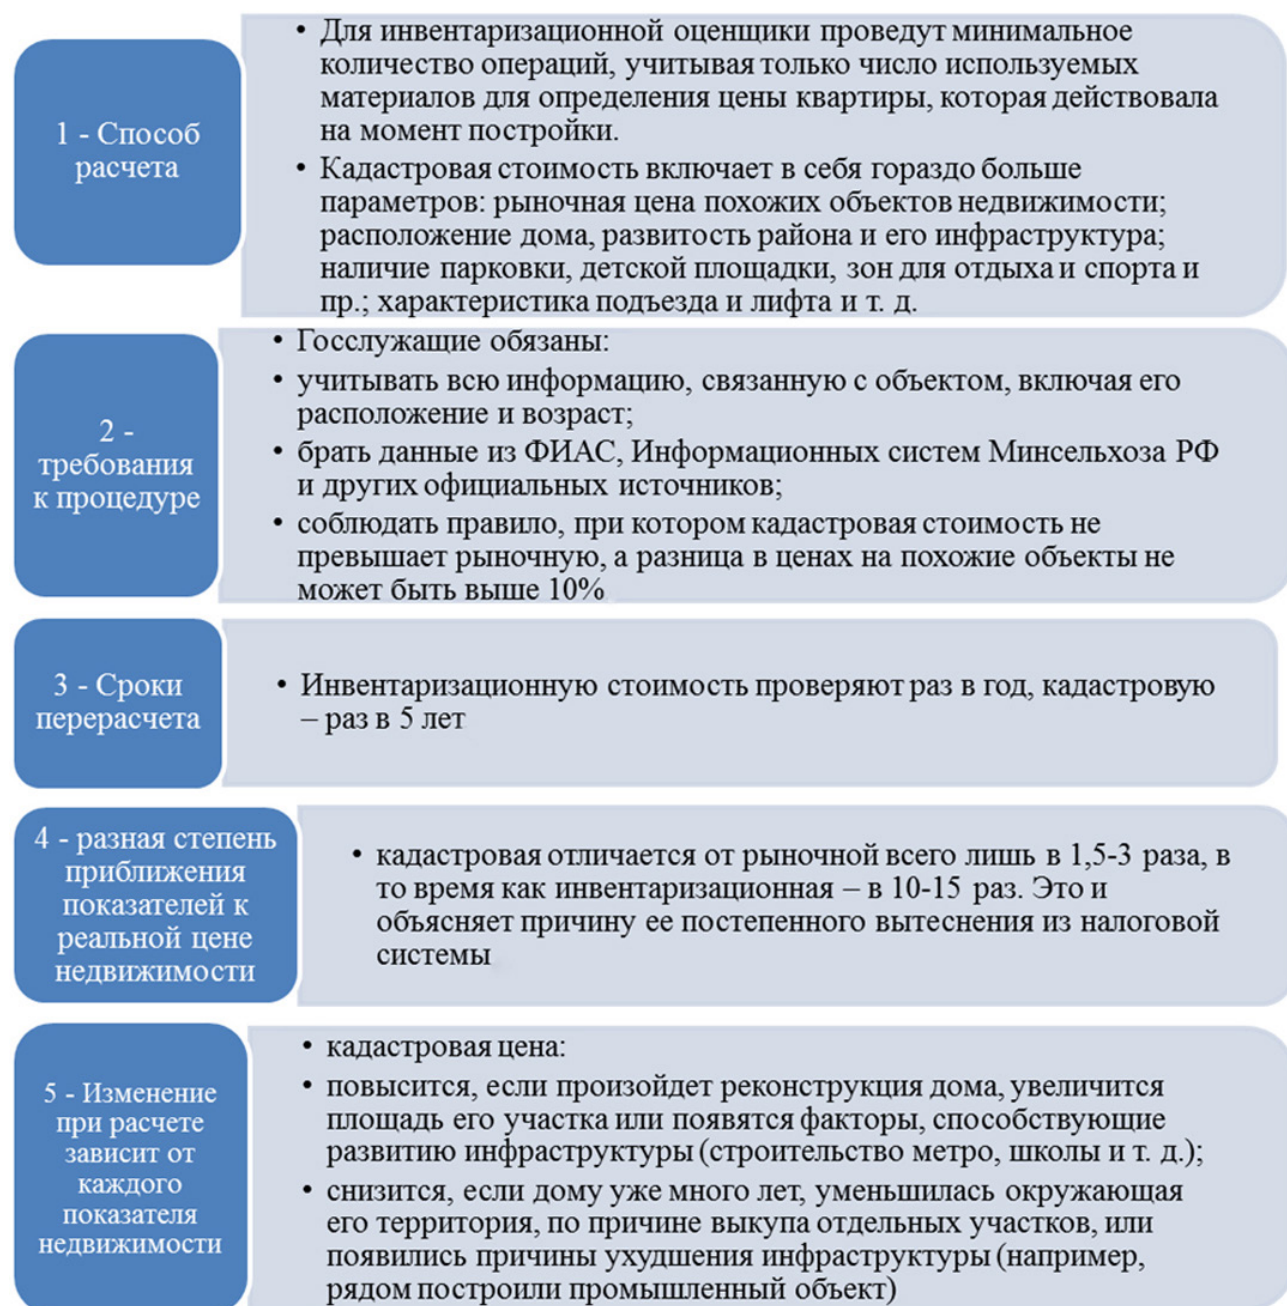 1 - Способ
расчета
• Для инвентаризационной оценщики проведут минимальное
количество операций, учитывая только число используемых
материалов для определения цены квартиры, которая действовала
на момент постройки.
• Кадастровая стоимость включает в себя гораздо больше
параметров: рыночная цена похожих объектов недвижимости;
расположение дома, развитость района и его инфраструктура;
наличие парковки, детской площадки, зон для отдыха и спорта и
пр.; характеристика подъезда и лифта и т. д.
2 -
требования
к процедуре
• Госслужащие обязаны:
• учитывать всю информацию, связанную с объектом, включая его
расположение и возраст;
• брать данные из ФИАС, Информационных систем Минсельхоза РФ
и других официальных источников;
• соблюдать правило, при котором кадастровая стоимость не
превышает рыночную, а разница в ценах на похожие объекты не
может быть выше 10%
3 - Сроки
перерасчета
• Инвентаризационную стоимость проверяют раз в год, кадастровую
– раз в 5 лет
4 - разная степень
приближения
показателей к
реальной цене
недвижимости
• кадастровая отличается от рыночной всего лишь в 1,5-3 раза, в
то время как инвентаризационная – в 10-15 раз. Это и
объясняет причину ее постепенного вытеснения из налоговой
системы
5 - Изменение
при расчете
зависит от
каждого
показателя
недвижимости
• кадастровая цена:
• повысится, если произойдет реконструкция дома, увеличится
площадь его участка или появятся факторы, способствующие
развитию инфраструктуры (строительство метро, школы и т. д.);
• снизится, если дому уже много лет, уменьшилась окружающая
его территория, по причине выкупа отдельных участков, или
появились причины ухудшения инфраструктуры (например,
рядом построили промышленный объект)